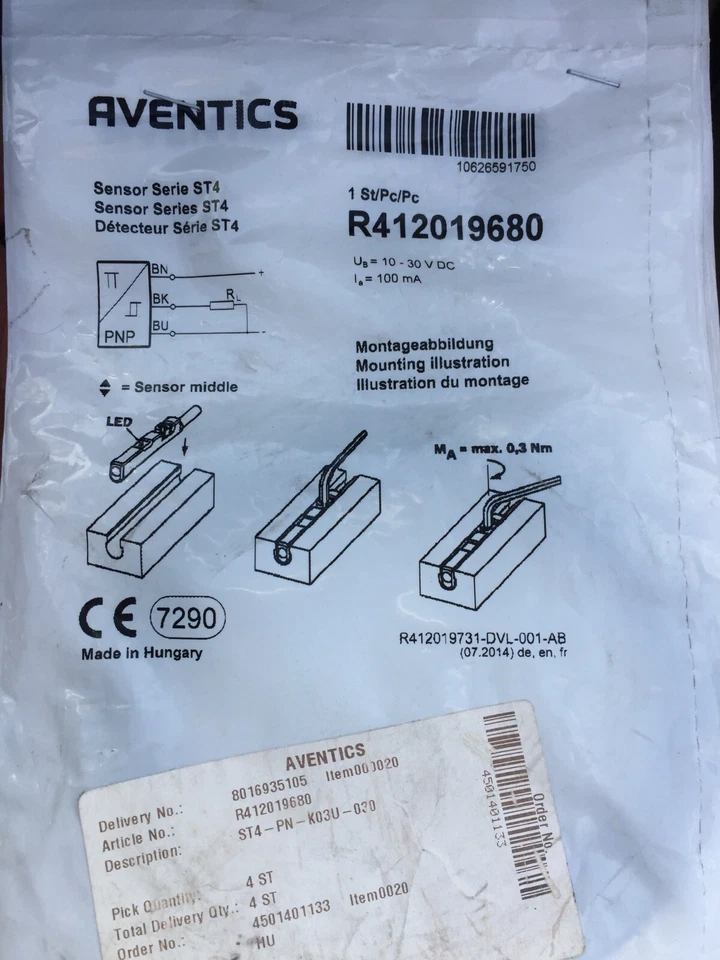 AVENTICS
10626591750
Sensor Serie ST4
Sensor Series ST4
Détecteur Série ST4
1 St/Pc/Pc
R412019680
UB = 10 - 30 V DC
Ia = 100 mA
BN
+
BK
RL
BU
-
PNP
Montageabbildung
Mounting illustration
Illustration du montage
= Sensor middle
LED
MA = max. 0,3 Nm
CE 7290
Made in Hungary
R412019731-DVL-001-AB
(07.2014) de, en, fr
AVENTICS
Delivery No.: 8016935105 Item000020
Article No.: R412019680
Description: ST4-PN-K03U-030
Pick Quantity: 4 ST
Total Delivery Qty.: 4 ST
Order No.: 4501401133 Item0020
HU
Order No.
4501401133